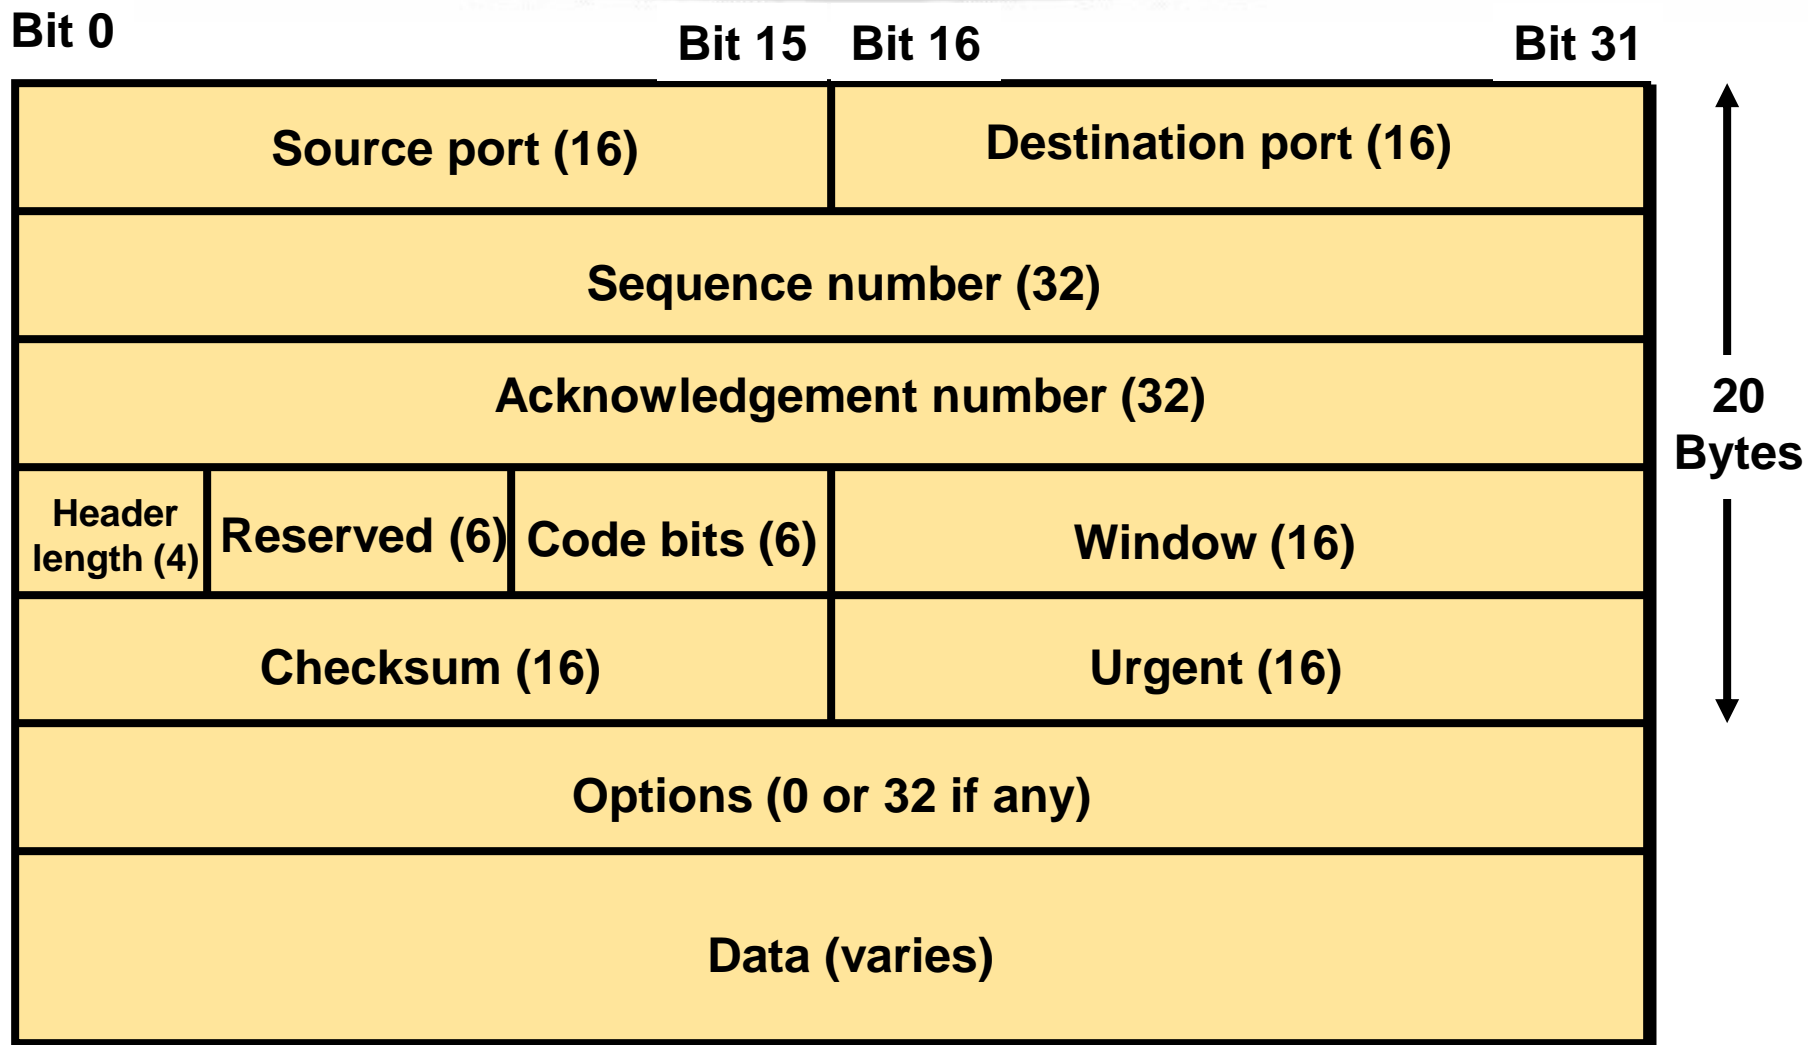 Bit 0
Bit 15
Bit 16
Bit 31
Source port (16)
Destination port (16)
Sequence number (32)
Acknowledgement number (32)
20
Bytes
Header
length (4)
Reserved (6)
Code bits (6)
Window (16)
Checksum (16)
Urgent (16)
Options (0 or 32 if any)
Data (varies)